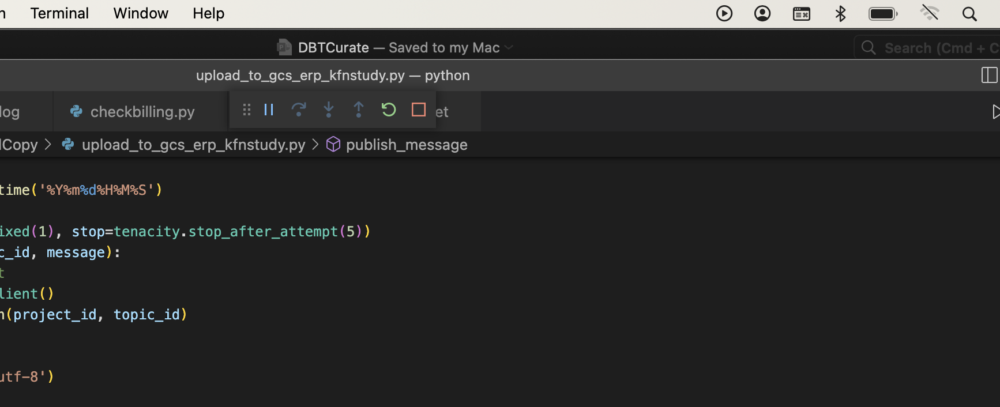 n Terminal Window Help
DBTCurate — Saved to my Mac
Search (Cmd + C
upload_to_gcs_erp_kfnstudy.py — python
log checkbilling.py et
lCopy > upload_to_gcs_erp_kfnstudy.py > publish_message
time('%Y%m%d%H%M%S')
ixed(1), stop=tenacity.stop_after_attempt(5))
c_id, message):
t
lient()
h(project_id, topic_id)
utf-8')